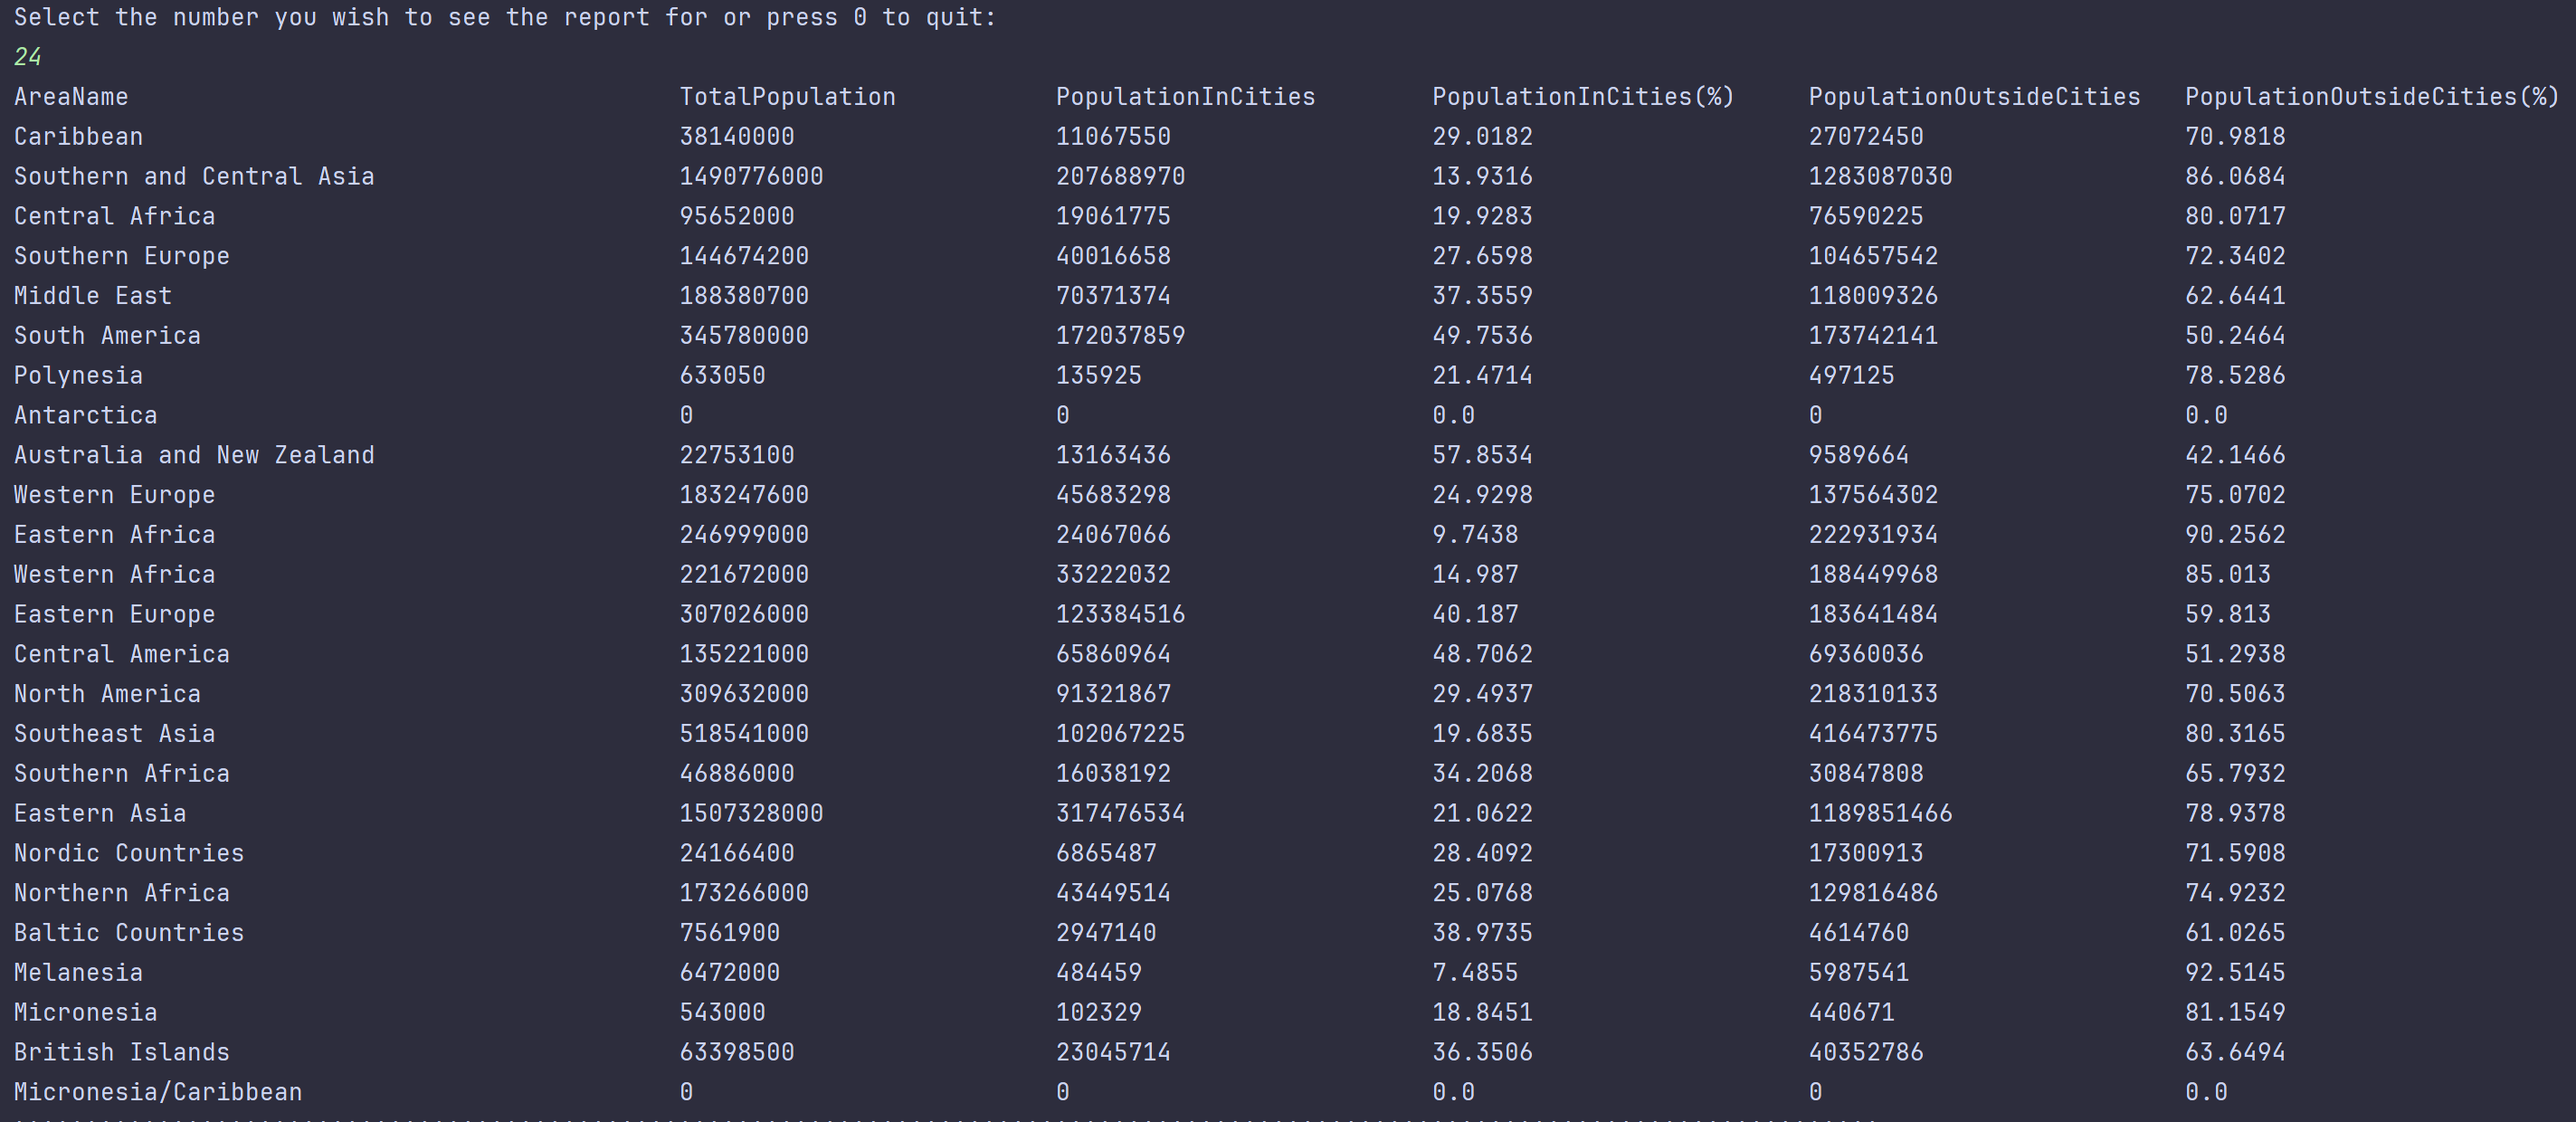 Select the number you wish to see the report for or press 0 to quit:
24
AreaName TotalPopulation PopulationInCities PopulationInCities(%) PopulationOutsideCities PopulationOutsideCities(%)
Caribbean 38140000 11067550 29.0182 27072450 70.9818
Southern and Central Asia 1490776000 207688970 13.9316 1283087030 86.0684
Central Africa 95652000 19061775 19.9283 76590225 80.0717
Southern Europe 144674200 40016658 27.6598 104657542 72.3402
Middle East 188380700 70371374 37.3559 118009326 62.6441
South America 345780000 172037859 49.7536 173742141 50.2464
Polynesia 633050 135925 21.4714 497125 78.5286
Antarctica 0 0 0.0 0 0.0
Australia and New Zealand 22753100 13163436 57.8534 9589664 42.1466
Western Europe 183247600 45683298 24.9298 137564302 75.0702
Eastern Africa 246999000 24067066 9.7438 222931934 90.2562
Western Africa 221672000 33222032 14.987 188449968 85.013
Eastern Europe 307026000 123384516 40.187 183641484 59.813
Central America 135221000 65860964 48.7062 69360036 51.2938
North America 309632000 91321867 29.4937 218310133 70.5063
Southeast Asia 518541000 102067225 19.6835 416473775 80.3165
Southern Africa 46886000 16038192 34.2068 30847808 65.7932
Eastern Asia 1507328000 317476534 21.0622 1189851466 78.9378
Nordic Countries 24166400 6865487 28.4092 17300913 71.5908
Northern Africa 173266000 43449514 25.0768 129816486 74.9232
Baltic Countries 7561900 2947140 38.9735 4614760 61.0265
Melanesia 6472000 484459 7.4855 5987541 92.5145
Micronesia 543000 102329 18.8451 440671 81.1549
British Islands 63398500 23045714 36.3506 40352786 63.6494
Micronesia/Caribbean 0 0 0.0 0 0.0